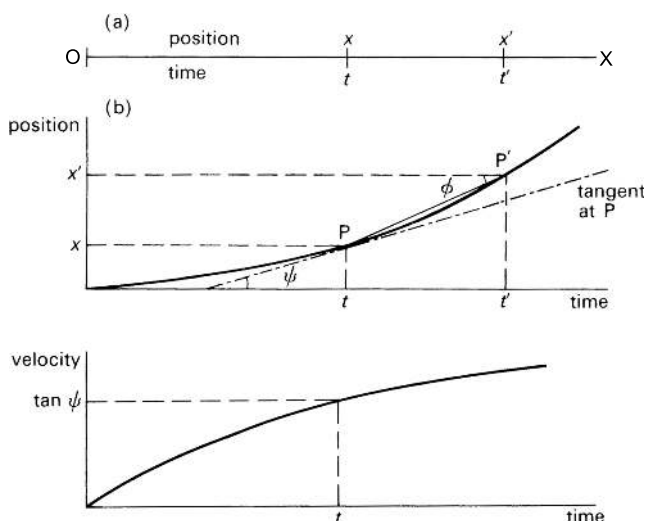 (a)
position x x'
O X
time t t'
(b)
position
x' P'
ϕ
tangent
at P
x P
ψ
t t' time
velocity
tan ψ
t time